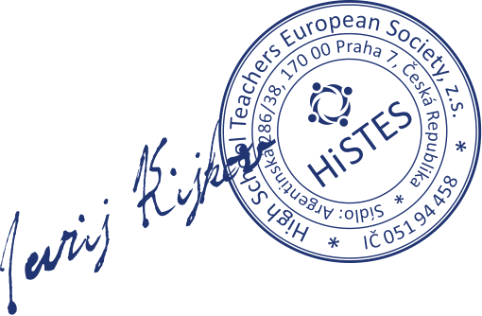 High School Teachers European Society, z.s.
Sídlo: Argentinská 286/38, 170 00 Praha 7, Česká Republika
IČ 051 94 458
HiSTES